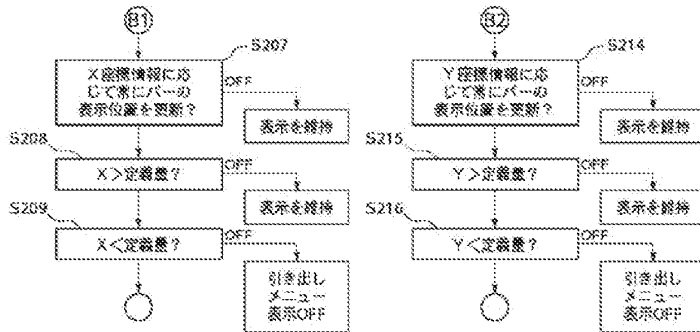 B1
S207
X座標情報に応
じて常にバーの
表示位置を更新？
OFF
表示を維持
S208
X＞定義量？
OFF
表示を維持
S209
X＜定義量？
OFF
引き出し
メニュー
表示OFF
B2
S214
Y座標情報に応
じて常にバーの
表示位置を更新？
OFF
表示を維持
S215
Y＞定義量？
OFF
表示を維持
S216
Y＜定義量？
OFF
引き出し
メニュー
表示OFF